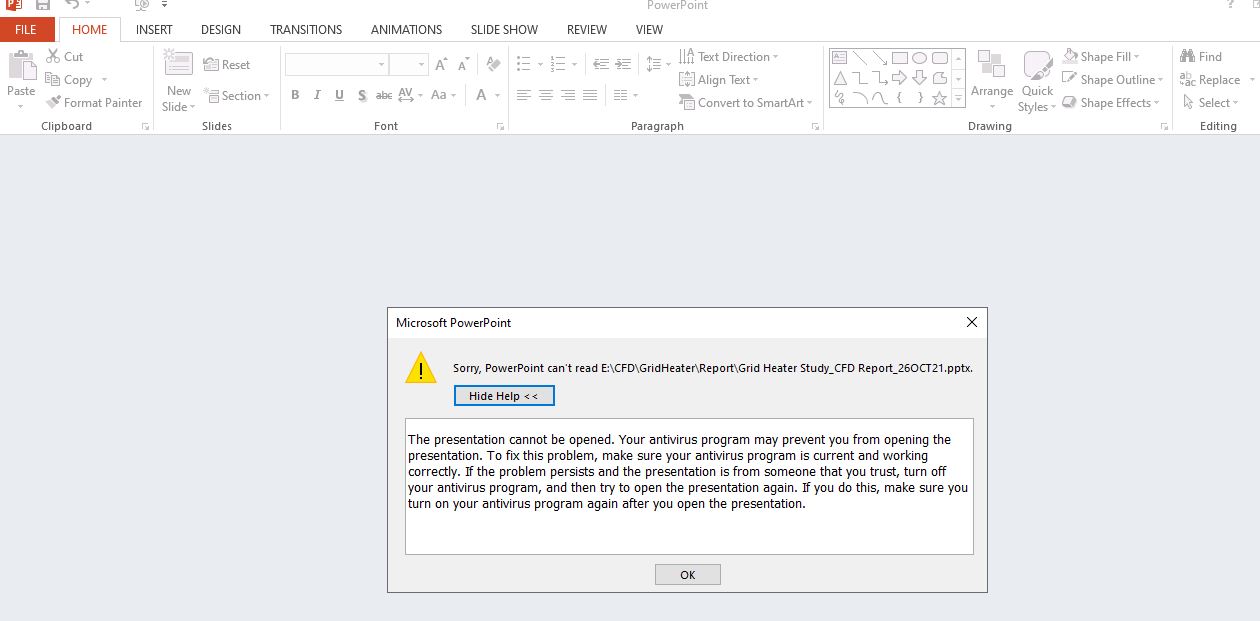 PowerPoint
FILE HOME INSERT DESIGN TRANSITIONS ANIMATIONS SLIDE SHOW REVIEW VIEW
Paste
Cut
Copy
Format Painter
Clipboard
New
Slide
Reset
Section
Slides
B I U S abc AV Aa A
Font
Text Direction
Align Text
Convert to SmartArt
Paragraph
Arrange
Quick
Styles
Shape Fill
Shape Outline
Shape Effects
Drawing
Find
Replace
Select
Editing
Microsoft PowerPoint
Sorry, PowerPoint can't read E:\CFD\GridHeater\Report\Grid Heater Study_CFD Report_26OCT21.pptx.
Hide Help <<
The presentation cannot be opened. Your antivirus program may prevent you from opening the
presentation. To fix this problem, make sure your antivirus program is current and working
correctly. If the problem persists and the presentation is from someone that you trust, turn off
your antivirus program, and then try to open the presentation again. If you do this, make sure you
turn on your antivirus program again after you open the presentation.
OK